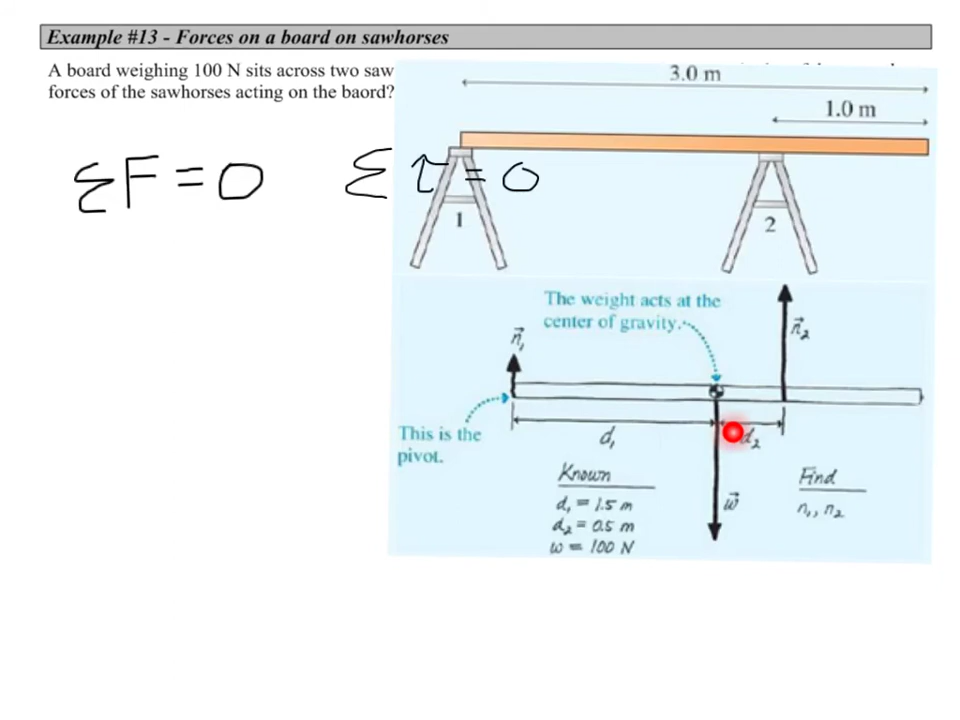 Example #13 - Forces on a board on sawhorses
A board weighing 100 N sits across two saw
forces of the sawhorses acting on the baord?
3.0 m
1.0 m
ΣF = 0 Στ = 0
1
2
The weight acts at the
center of gravity.
n⃗₁
n⃗₂
This is the
pivot.
d₁
d₂
w⃗
Known
d₁ = 1.5 m
d₂ = 0.5 m
w = 100 N
Find
n₁, n₂